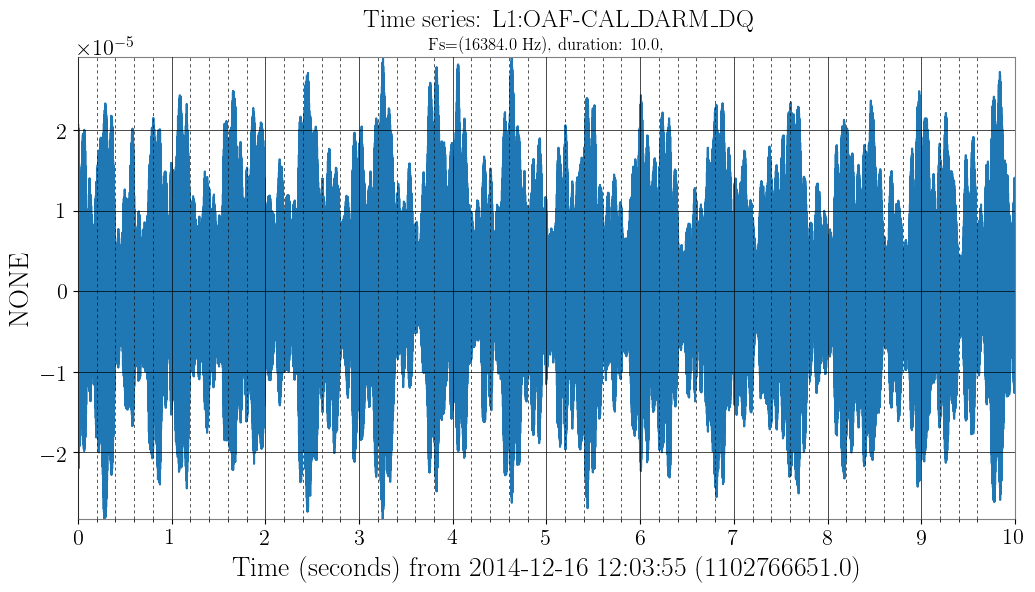 Time series: L1:OAF-CAL_DARM_DQ
Fs=(16384.0 Hz), duration: 10.0,
×10⁻⁵
2
1
0
−1
−2
NONE
0 1 2 3 4 5 6 7 8 9 10
Time (seconds) from 2014-12-16 12:03:55 (1102766651.0)